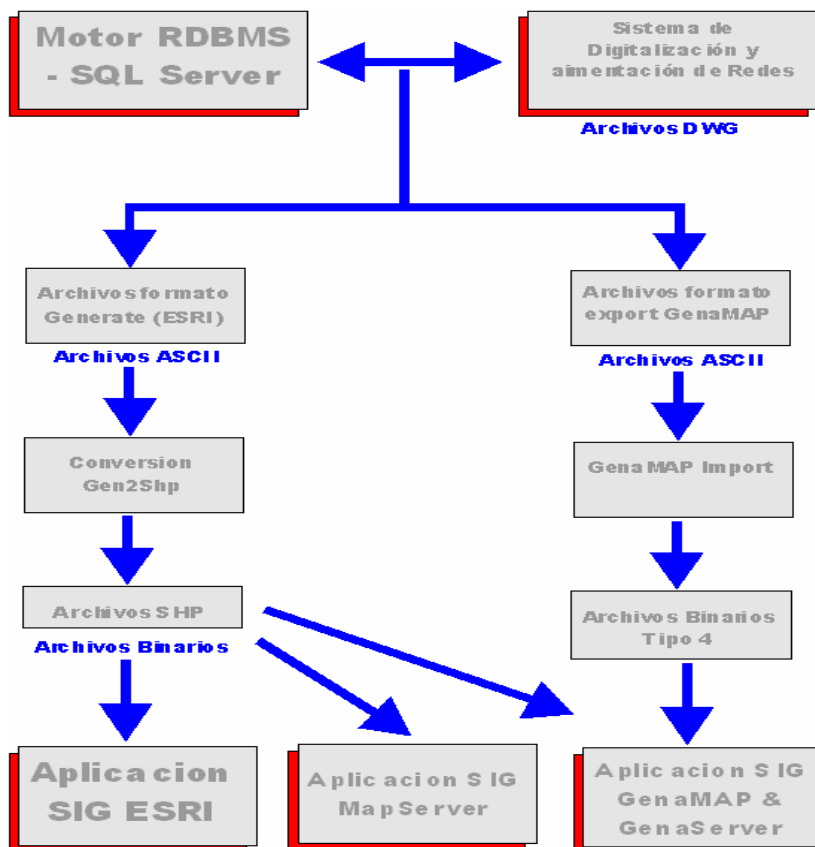 Motor RDBMS
- SQL Server
Sistema de
Digitalización y
aimentación de Redes
Archivos DWG
Archivos formato
Generate (ESRI)
Archivos ASCII
Archivos formato
export GenaMAP
Archivos ASCII
Conversion
Gen2Shp
GenaMAP Import
Archivos SHP
Archivos Binarios
Archivos Binarios
Tipo 4
Aplicacion
SIG ESRI
Aplicacion SIG
MapServer
Aplicacion SIG
GenaMAP &
GenaServer